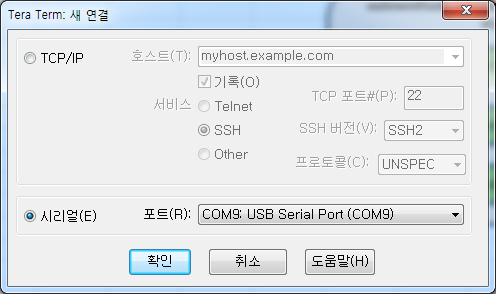 Tera Term: 새 연결
TCP/IP
호스트(T): myhost.example.com
기록(O)
서비스 Telnet TCP 포트#(P): 22
SSH SSH 버전(V): SSH2
Other 프로토콜(C): UNSPEC
시리얼(E) 포트(R): COM9: USB Serial Port (COM9)
확인 취소 도움말(H)